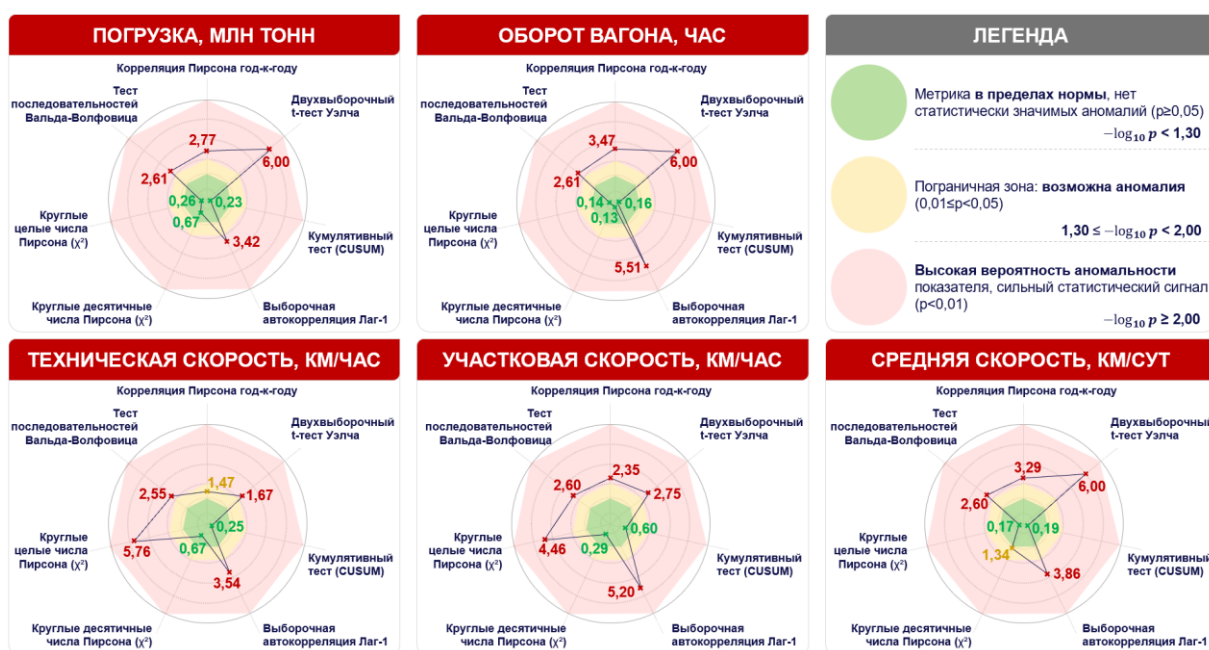 ПОГРУЗКА, МЛН ТОНН
Корреляция Пирсона год-к-году
Тест
последовательностей
Вальда-Волфовица
Двухвыборочный
t-тест Уэлча
2,77
6,00
2,61
0,26
0,23
0,67
3,42
Круглые
целые числа
Пирсона (χ²)
Кумулятивный
тест (CUSUM)
Круглые десятичные
числа Пирсона (χ²)
Выборочная
автокорреляция Лаг-1
ОБОРОТ ВАГОНА, ЧАС
Корреляция Пирсона год-к-году
Тест
последовательностей
Вальда-Волфовица
Двухвыборочный
t-тест Уэлча
3,47
6,00
2,61
0,14
0,16
0,13
5,51
Круглые
целые числа
Пирсона (χ²)
Кумулятивный
тест (CUSUM)
Круглые десятичные
числа Пирсона (χ²)
Выборочная
автокорреляция Лаг-1
ЛЕГЕНДА
Метрика в пределах нормы, нет
статистически значимых аномалий (p≥0,05)
−log₁₀ p < 1,30
Пограничная зона: возможна аномалия
(0,01≤p<0,05)
1,30 ≤ −log₁₀ p < 2,00
Высокая вероятность аномальности
показателя, сильный статистический сигнал
(p<0,01)
−log₁₀ p ≥ 2,00
ТЕХНИЧЕСКАЯ СКОРОСТЬ, КМ/ЧАС
Корреляция Пирсона год-к-году
Тест
последовательностей
Вальда-Волфовица
Двухвыборочный
t-тест Уэлча
1,47
2,55
1,67
0,25
5,76
0,67
3,54
Круглые
целые числа
Пирсона (χ²)
Кумулятивный
тест (CUSUM)
Круглые десятичные
числа Пирсона (χ²)
Выборочная
автокорреляция Лаг-1
УЧАСТКОВАЯ СКОРОСТЬ, КМ/ЧАС
Корреляция Пирсона год-к-году
Тест
последовательностей
Вальда-Волфовица
Двухвыборочный
t-тест Уэлча
2,35
2,60
2,75
0,60
4,46
0,29
5,20
Круглые
целые числа
Пирсона (χ²)
Кумулятивный
тест (CUSUM)
Круглые десятичные
числа Пирсона (χ²)
Выборочная
автокорреляция Лаг-1
СРЕДНЯЯ СКОРОСТЬ, КМ/СУТ
Корреляция Пирсона год-к-году
Тест
последовательностей
Вальда-Волфовица
Двухвыборочный
t-тест Уэлча
3,29
6,00
2,60
0,17
0,19
1,34
3,86
Круглые
целые числа
Пирсона (χ²)
Кумулятивный
тест (CUSUM)
Круглые десятичные
числа Пирсона (χ²)
Выборочная
автокорреляция Лаг-1